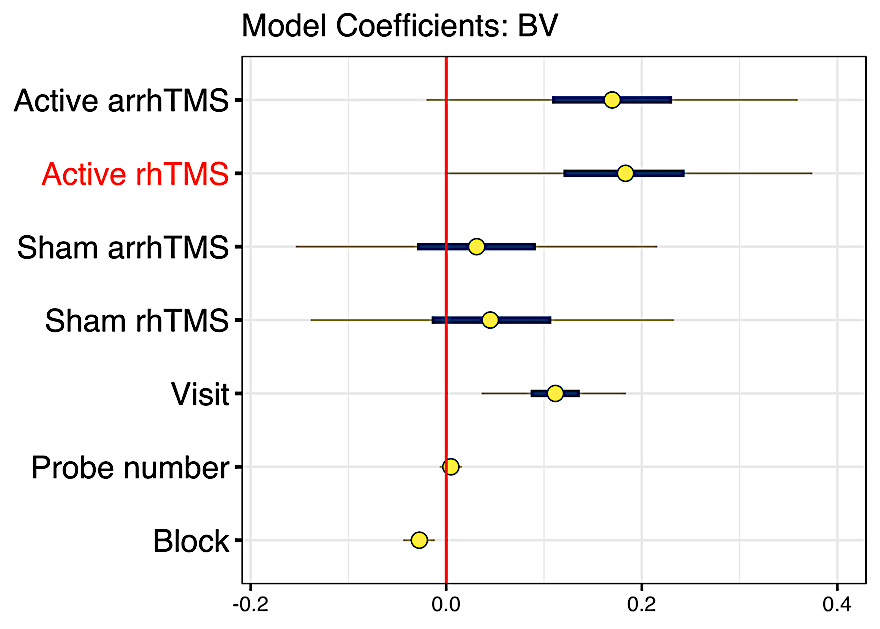 Model Coefficients: BV
Active arrhTMS
Active rhTMS
Sham arrhTMS
Sham rhTMS
Visit
Probe number
Block
-0.2 0.0 0.2 0.4